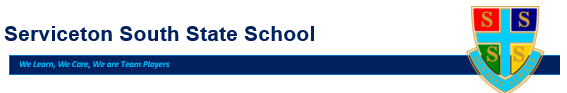 Serviceton South State School
We Learn, We Care, We are Team Players
S S
S S